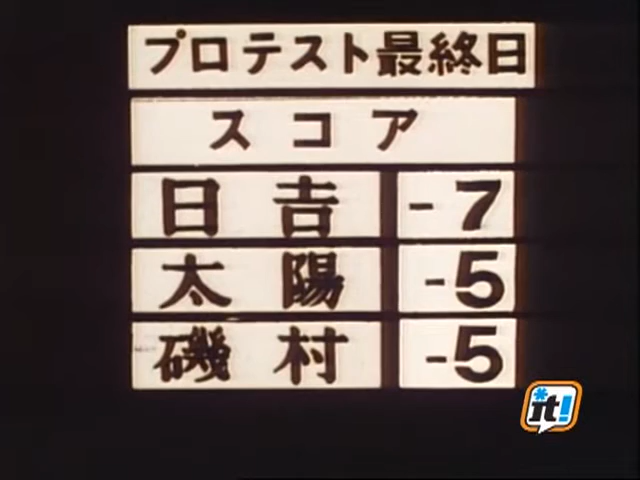 プロテスト最終日
スコア
日吉 -7
太陽 -5
磯村 -5
it!